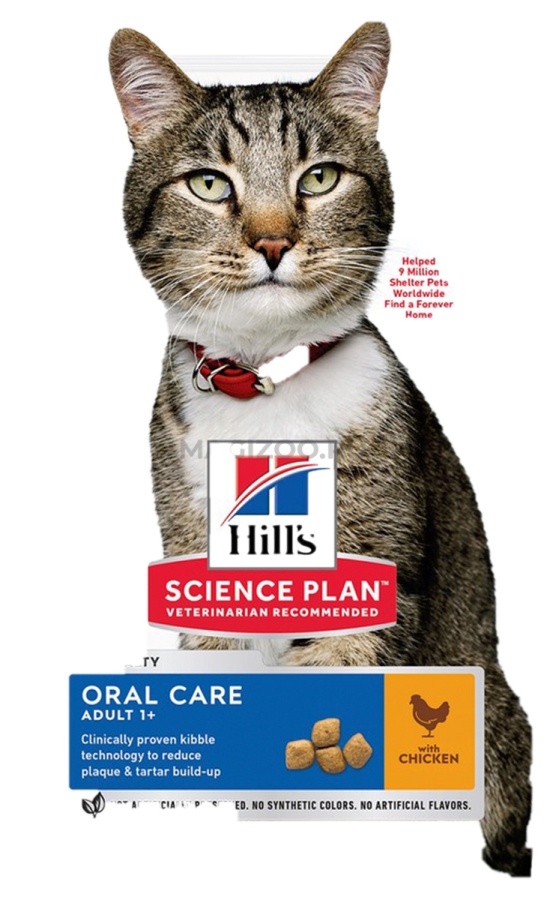 Helped
9 Million
Shelter Pets
Worldwide
Find a Forever
Home
Hill's
SCIENCE PLAN™
VETERINARIAN RECOMMENDED
TY
ORAL CARE
ADULT 1+
Clinically proven kibble
technology to reduce
plaque & tartar build-up
with
CHICKEN
NO SYNTHETIC COLORS. NO ARTIFICIAL FLAVORS.